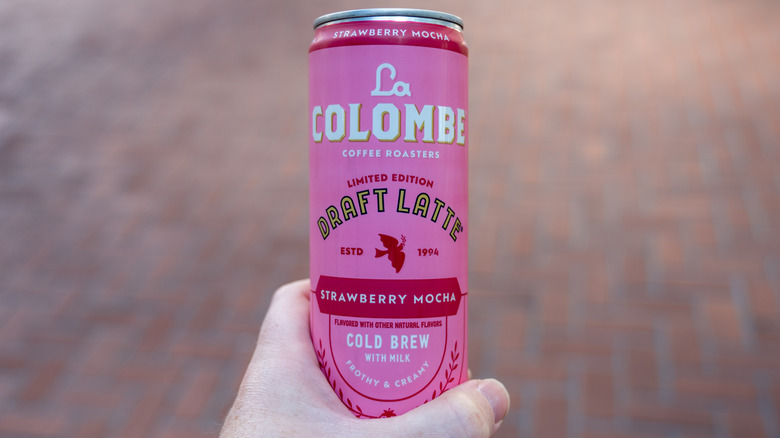 STRAWBERRY MOCHA
La
COLOMBE
COFFEE ROASTERS
LIMITED EDITION
DRAFT LATTE
ESTD 1994
STRAWBERRY MOCHA
FLAVORED WITH OTHER NATURAL FLAVORS
COLD BREW
WITH MILK
FROTHY & CREAMY